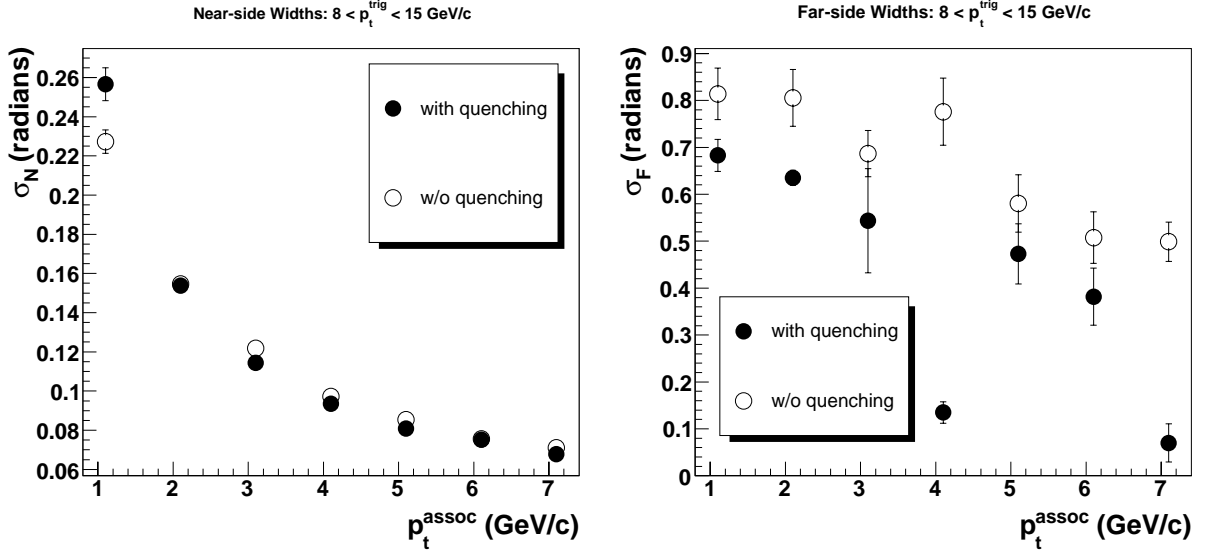 Near-side Widths: 8 < p_t^trig < 15 GeV/c
σ_N (radians)
0.26
0.24
0.22
0.2
0.18
0.16
0.14
0.12
0.1
0.08
0.06
with quenching
w/o quenching
1 2 3 4 5 6 7
p_t^assoc (GeV/c)
Far-side Widths: 8 < p_t^trig < 15 GeV/c
σ_F (radians)
0.9
0.8
0.7
0.6
0.5
0.4
0.3
0.2
0.1
0
with quenching
w/o quenching
1 2 3 4 5 6 7
p_t^assoc (GeV/c)